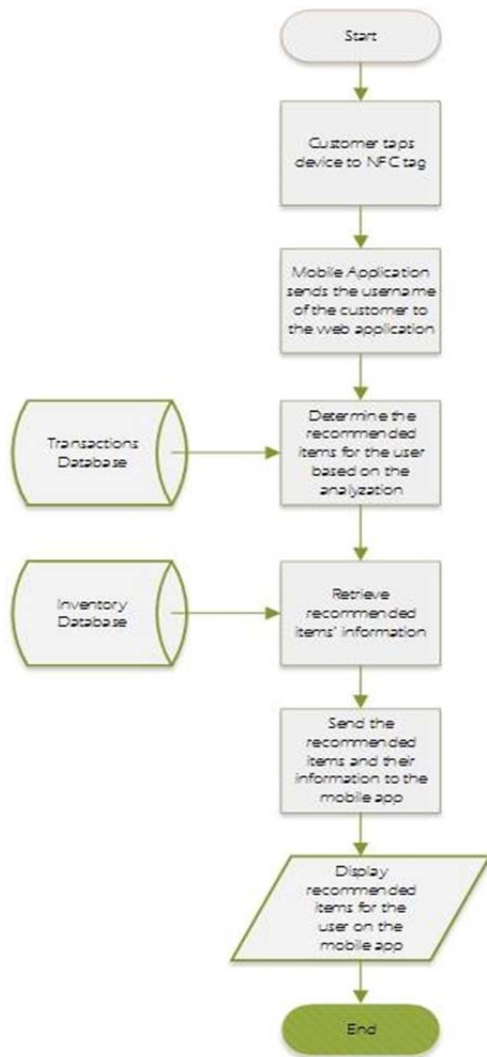 Start
Customer taps
device to NFC tag
Mobile Application
sends the username
of the customer to
the web application
Transactions
Database
Determine the
recommended
items for the user
based on the
analyzation
Inventory
Database
Retrieve
recommended
items' information
Send the
recommended
items and their
information to the
mobile app
Display
recommended
items for the
user on the
mobile app
End